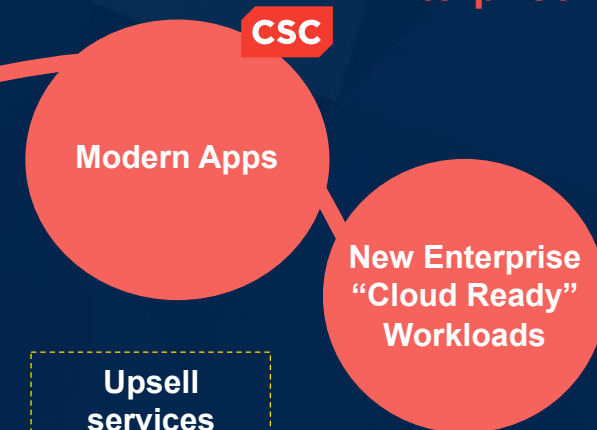 CSC
Modern Apps
New Enterprise
“Cloud Ready”
Workloads
Upsell
services